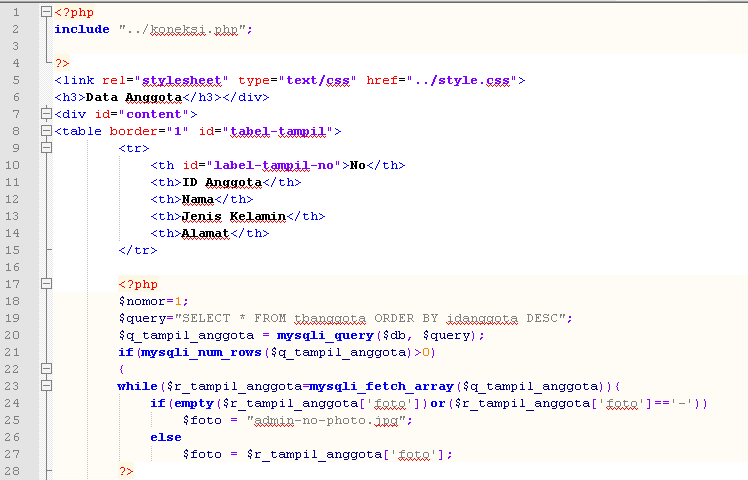 1 <?php
2 include "../koneksi.php";
3
4 ?>
5 <link rel="stylesheet" type="text/css" href="../style.css">
6 <h3>Data Anggota</h3></div>
7 <div id="content">
8 <table border="1" id="tabel-tampil">
9 <tr>
10 <th id="label-tampil-no">No</th>
11 <th>ID Anggota</th>
12 <th>Nama</th>
13 <th>Jenis Kelamin</th>
14 <th>Alamat</th>
15 </tr>
16
17 <?php
18 $nomor=1;
19 $query="SELECT * FROM tbanggota ORDER BY idanggota DESC";
20 $q_tampil_anggota = mysqli_query($db, $query);
21 if(mysqli_num_rows($q_tampil_anggota)>0)
22 {
23 while($r_tampil_anggota=mysqli_fetch_array($q_tampil_anggota)){
24 if(empty($r_tampil_anggota['foto'])or($r_tampil_anggota['foto']=='-'))
25 $foto = "admin-no-photo.jpg";
26 else
27 $foto = $r_tampil_anggota['foto'];
28 ?>